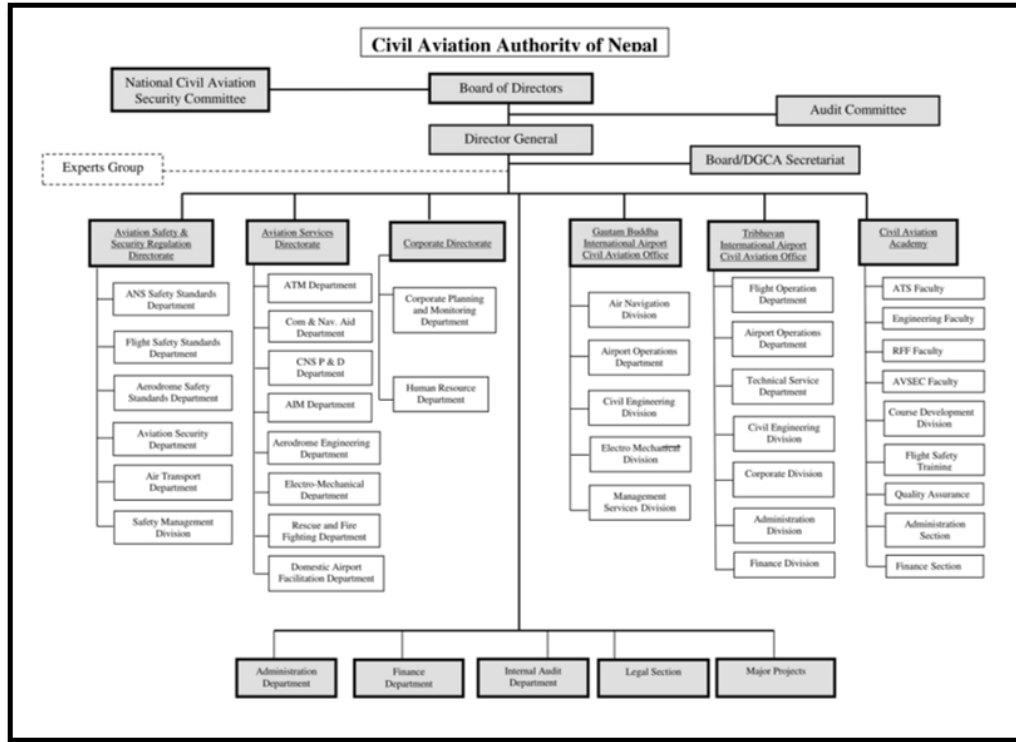 Civil Aviation Authority of Nepal
National Civil Aviation
Security Committee
Board of Directors
Audit Committee
Director General
Experts Group
Board/DGCA Secretariat
Aviation Safety &
Security Regulation
Directorate
ANS Safety Standards
Department
Flight Safety Standards
Department
Aerodrome Safety
Standards Department
Aviation Security
Department
Air Transport
Department
Safety Management
Division
Aviation Services
Directorate
ATM Department
Com & Nav. Aid
Department
CNS P & D
Department
AIM Department
Aerodrome Engineering
Department
Electro-Mechanical
Department
Rescue and Fire
Fighting Department
Domestic Airport
Facilitation Department
Corporate Directorate
Corporate Planning
and Monitoring
Department
Human Resource
Department
Gautam Buddha
International Airport
Civil Aviation Office
Air Navigation
Division
Airport Operations
Department
Civil Engineering
Division
Electro Mechanical
Division
Management
Services Division
Tribhuvan
International Airport
Civil Aviation Office
Flight Operation
Department
Airport Operations
Department
Technical Service
Department
Civil Engineering
Division
Corporate Division
Administration
Division
Finance Division
Civil Aviation
Academy
ATS Faculty
Engineering Faculty
RFF Faculty
AVSEC Faculty
Course Development
Division
Flight Safety
Training
Quality Assurance
Administration
Section
Finance Section
Administration
Department
Finance
Department
Internal Audit
Department
Legal Section
Major Projects